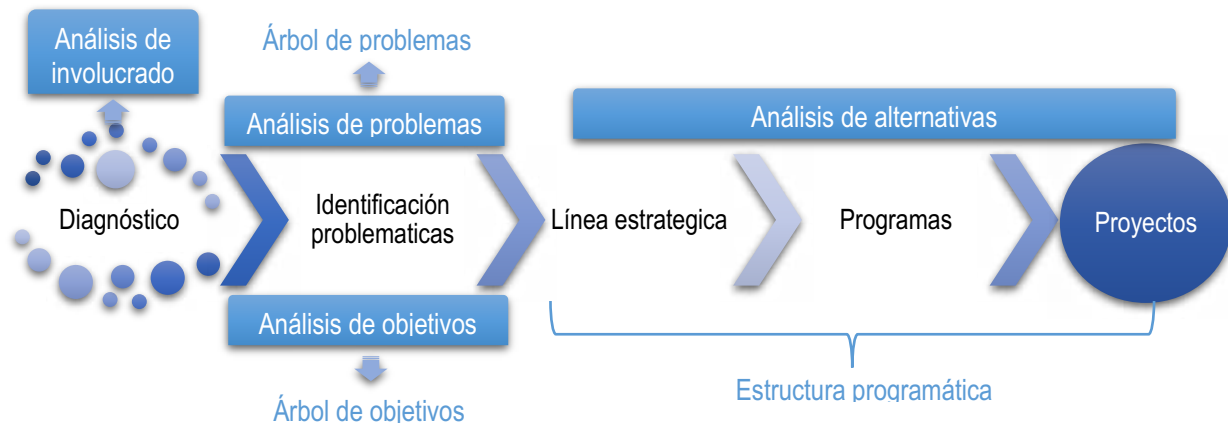 Análisis de
involucrado
Árbol de problemas
Análisis de problemas
Análisis de alternativas
Diagnóstico
Identificación
problematicas
Línea estrategica
Programas
Proyectos
Análisis de objetivos
Árbol de objetivos
Estructura programática